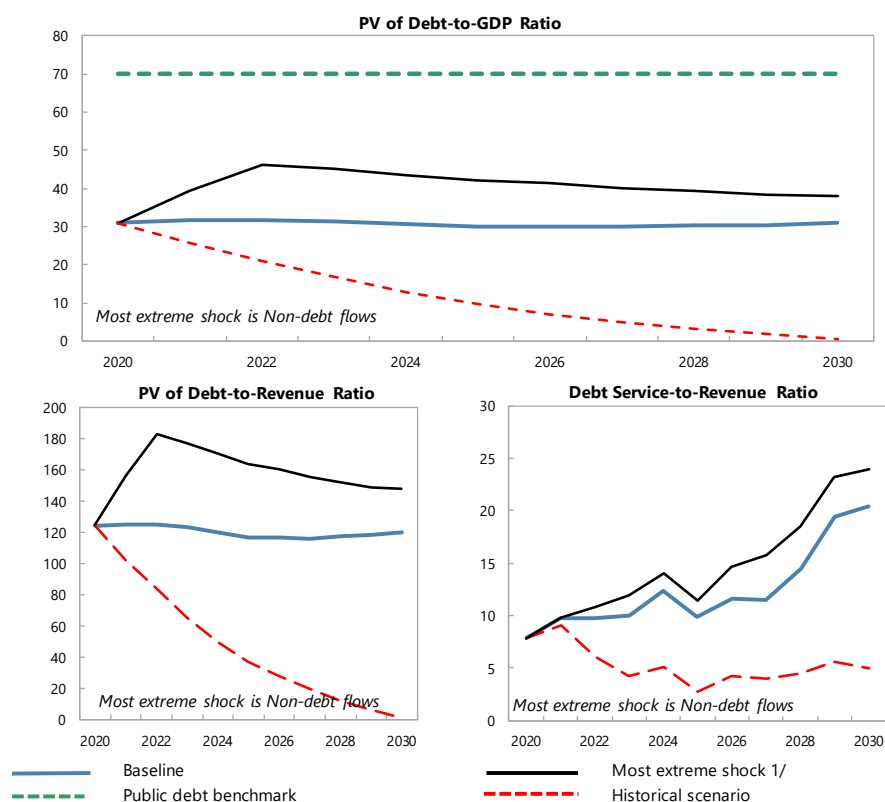 PV of Debt-to-GDP Ratio
80
70
60
50
40
30
20
10
0
Most extreme shock is Non-debt flows
2020 2022 2024 2026 2028 2030
PV of Debt-to-Revenue Ratio
200
180
160
140
120
100
80
60
40
20
0
Most extreme shock is Non-debt flows
2020 2022 2024 2026 2028 2030
Debt Service-to-Revenue Ratio
30
25
20
15
10
5
0
Most extreme shock is Non-debt flows
2020 2022 2024 2026 2028 2030
Baseline
Public debt benchmark
Most extreme shock 1/
Historical scenario